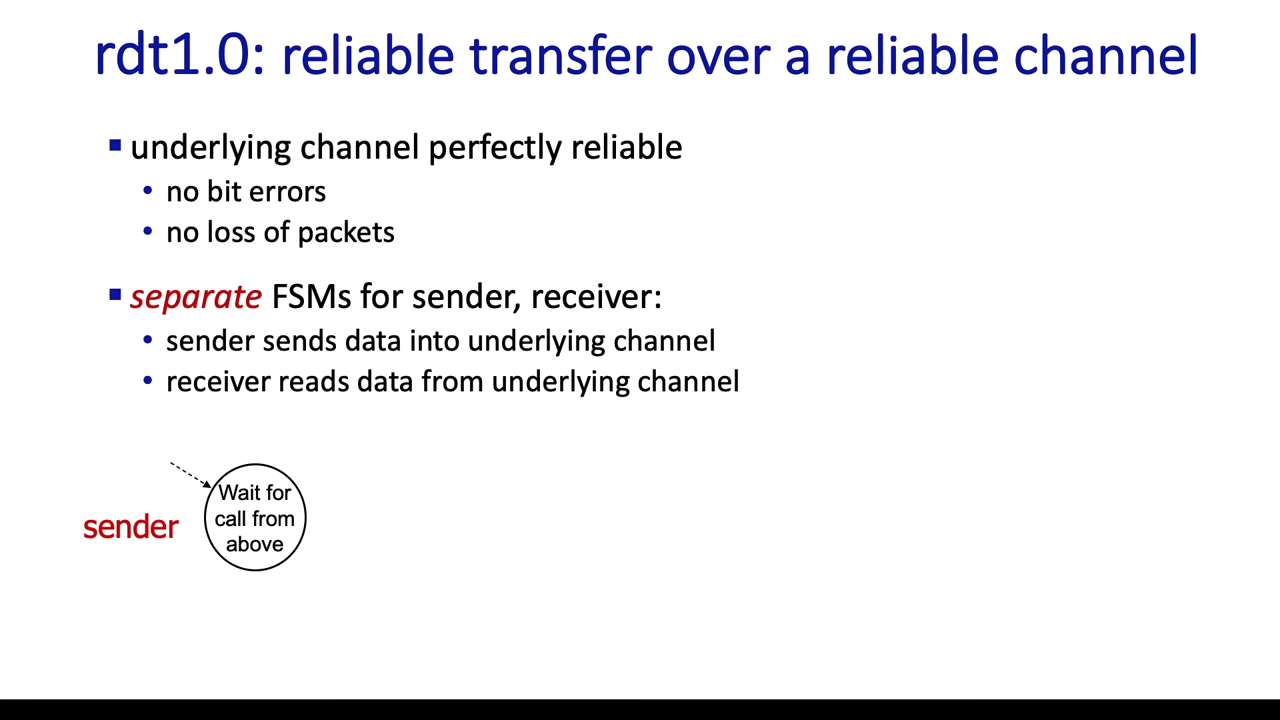 rdt1.0: reliable transfer over a reliable channel
underlying channel perfectly reliable
no bit errors
no loss of packets
separate FSMs for sender, receiver:
sender sends data into underlying channel
receiver reads data from underlying channel
sender
Wait for
call from
above